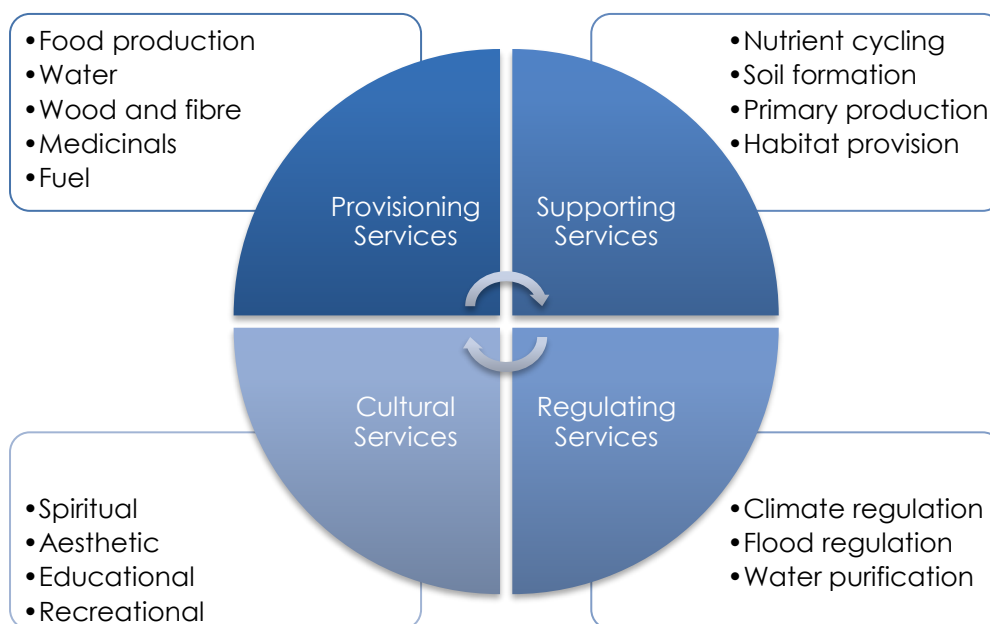 •Food production
•Water
•Wood and fibre
•Medicinals
•Fuel
•Nutrient cycling
•Soil formation
•Primary production
•Habitat provision
Provisioning
Services
Supporting
Services
Cultural
Services
Regulating
Services
•Spiritual
•Aesthetic
•Educational
•Recreational
•Climate regulation
•Flood regulation
•Water purification